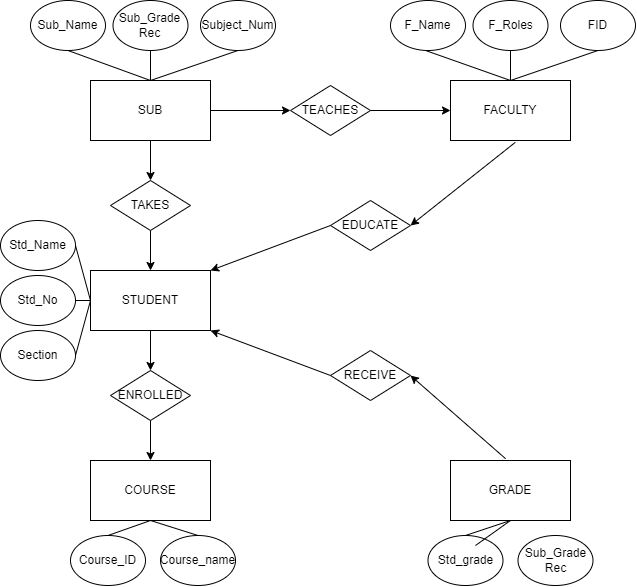 Sub_Name
Sub_Grade
Rec
Subject_Num
F_Name
F_Roles
FID
SUB
TEACHES
FACULTY
TAKES
EDUCATE
Std_Name
Std_No
Section
STUDENT
ENROLLED
RECEIVE
COURSE
GRADE
Course_ID
Course_name
Std_grade
Sub_Grade
Rec